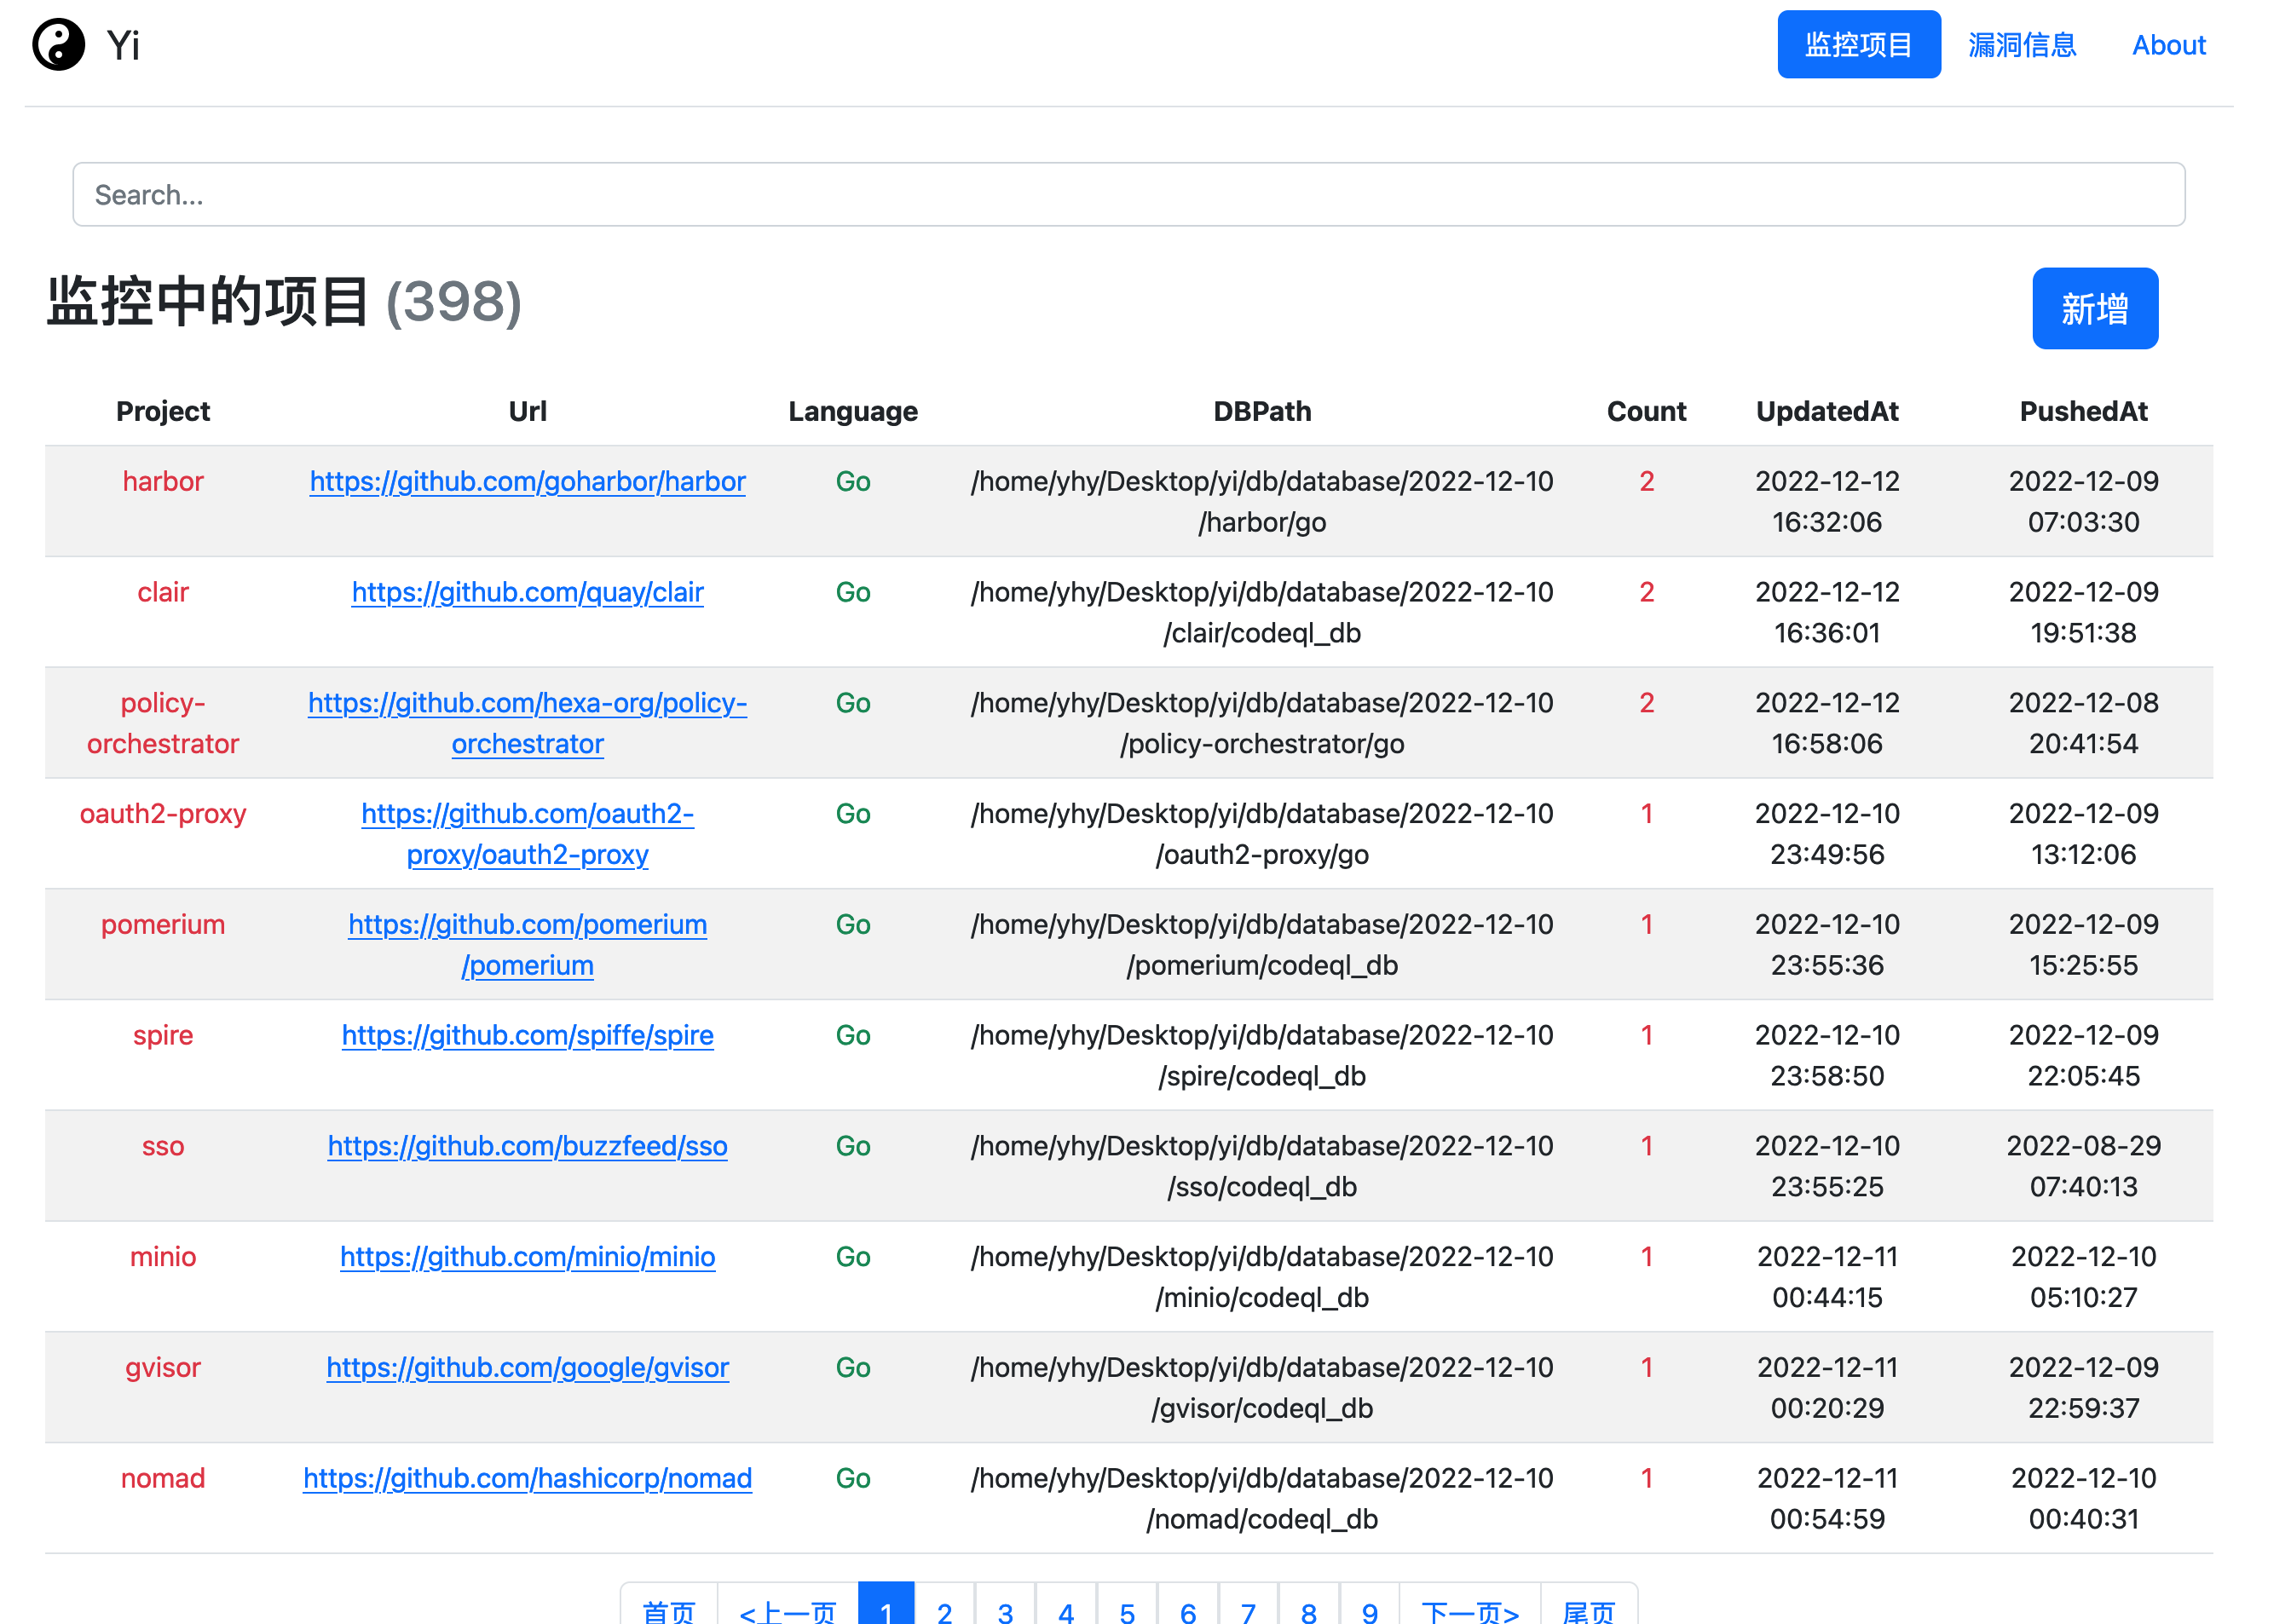 Yi
监控项目 漏洞信息 About
Search...
监控中的项目 (398)
新增
Project Url Language DBPath Count UpdatedAt PushedAt
harbor https://github.com/goharbor/harbor Go /home/yhy/Desktop/yi/db/database/2022-12-10 2 2022-12-12 2022-12-09
/harbor/go 16:32:06 07:03:30
clair https://github.com/quay/clair Go /home/yhy/Desktop/yi/db/database/2022-12-10 2 2022-12-12 2022-12-09
/clair/codeql_db 16:36:01 19:51:38
policy- https://github.com/hexa-org/policy- Go /home/yhy/Desktop/yi/db/database/2022-12-10 2 2022-12-12 2022-12-08
orchestrator orchestrator /policy-orchestrator/go 16:58:06 20:41:54
oauth2-proxy https://github.com/oauth2- Go /home/yhy/Desktop/yi/db/database/2022-12-10 1 2022-12-10 2022-12-09
proxy/oauth2-proxy /oauth2-proxy/go 23:49:56 13:12:06
pomerium https://github.com/pomerium Go /home/yhy/Desktop/yi/db/database/2022-12-10 1 2022-12-10 2022-12-09
/pomerium /pomerium/codeql_db 23:55:36 15:25:55
spire https://github.com/spiffe/spire Go /home/yhy/Desktop/yi/db/database/2022-12-10 1 2022-12-10 2022-12-09
/spire/codeql_db 23:58:50 22:05:45
sso https://github.com/buzzfeed/sso Go /home/yhy/Desktop/yi/db/database/2022-12-10 1 2022-12-10 2022-08-29
/sso/codeql_db 23:55:25 07:40:13
minio https://github.com/minio/minio Go /home/yhy/Desktop/yi/db/database/2022-12-10 1 2022-12-11 2022-12-10
/minio/codeql_db 00:44:15 05:10:27
gvisor https://github.com/google/gvisor Go /home/yhy/Desktop/yi/db/database/2022-12-10 1 2022-12-11 2022-12-09
/gvisor/codeql_db 00:20:29 22:59:37
nomad https://github.com/hashicorp/nomad Go /home/yhy/Desktop/yi/db/database/2022-12-10 1 2022-12-11 2022-12-10
/nomad/codeql_db 00:54:59 00:40:31
首页 <上一页 1 2 3 4 5 6 7 8 9 下一页> 尾页